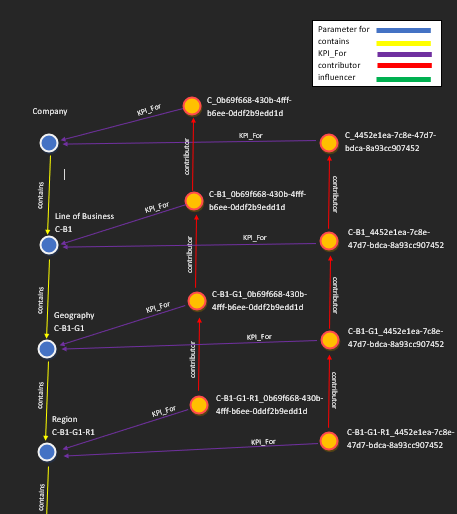 Parameter for
contains
KPI_For
contributor
influencer
Company
KPI_For
C_0b69f668-430b-4fff-
b6ee-0ddf2b9edd1d
KPI_For
C_4452e1ea-7c8e-47d7-
bdca-8a93cc907452
contributor
contains
contributor
Line of Business
C-B1
KPI_For
C-B1_0b69f668-430b-4fff-
b6ee-0ddf2b9edd1d
KPI_For
C-B1_4452e1ea-7c8e-
47d7-bdca-8a93cc907452
contributor
contains
contributor
Geography
C-B1-G1
KPI_For
C-B1-G1_0b69f668-430b-
4fff-b6ee-0ddf2b9edd1d
KPI_For
C-B1-G1_4452e1ea-7c8e-
47d7-bdca-8a93cc907452
contributor
contains
contributor
Region
C-B1-G1-R1
KPI_For
C-B1-G1-R1_0b69f668-430b-
4fff-b6ee-0ddf2b9edd1d
KPI_For
C-B1-G1-R1_4452e1ea-7c8e-
47d7-bdca-8a93cc907452
contains